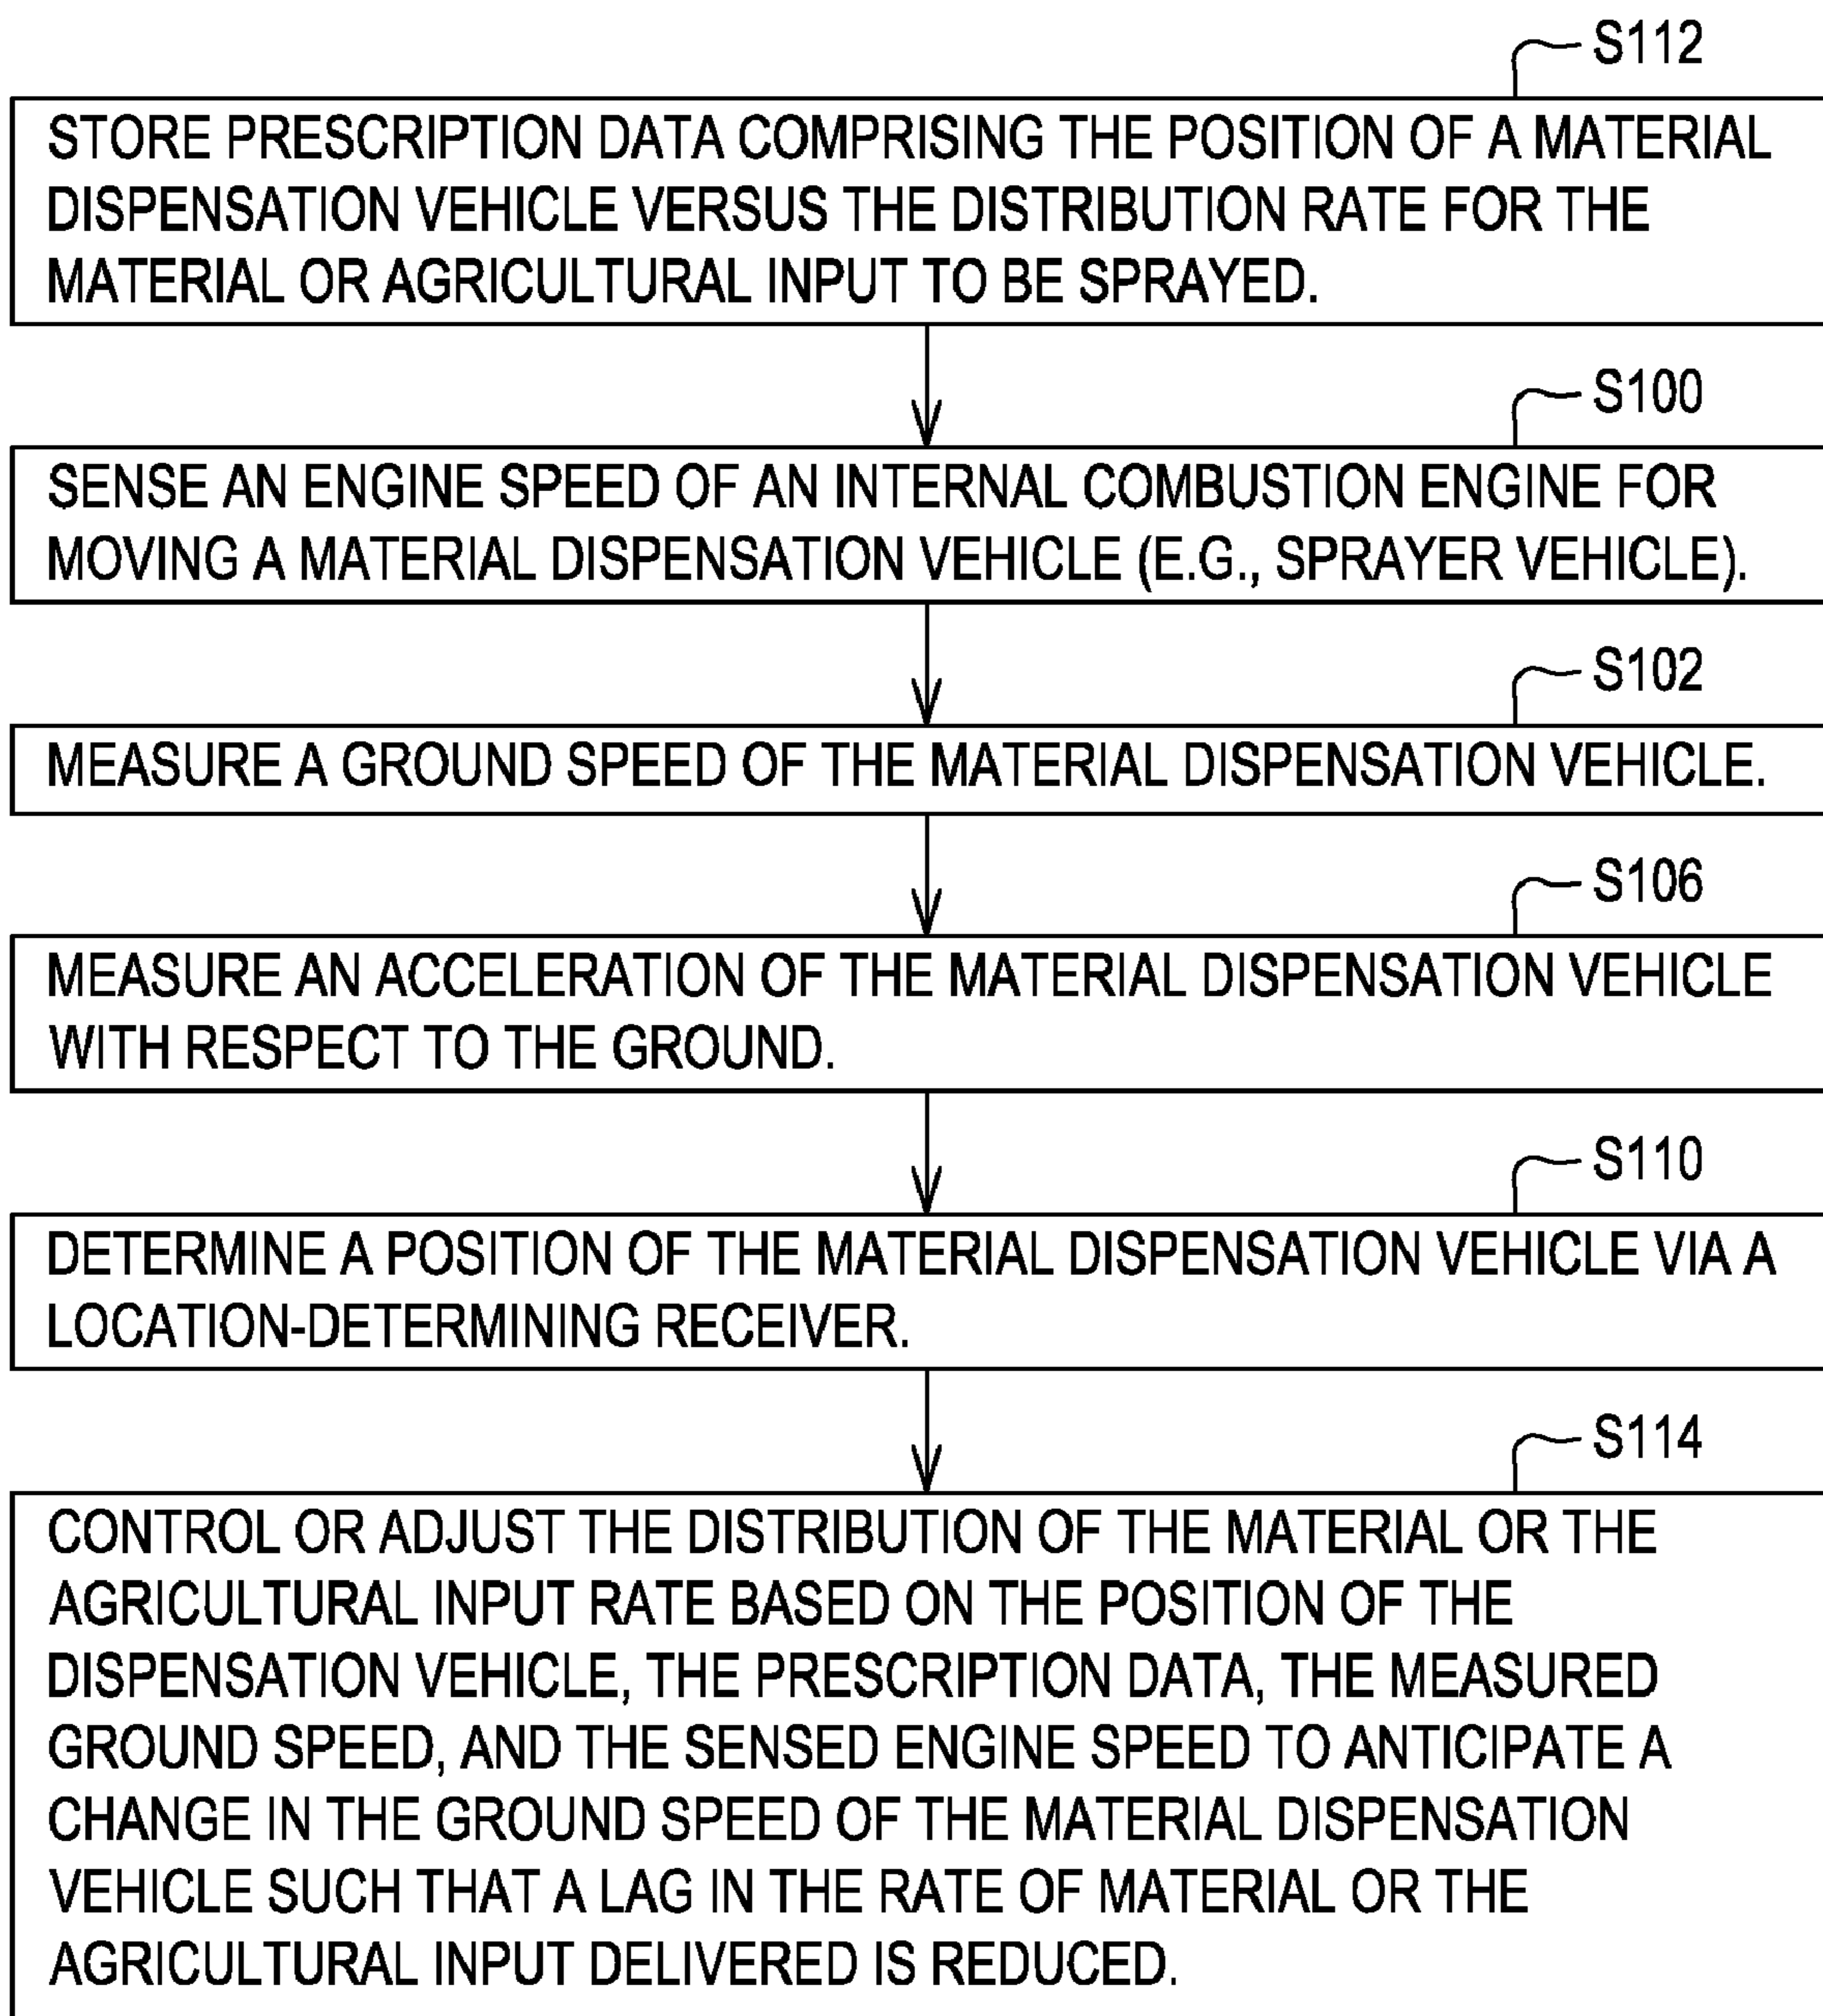 S112
STORE PRESCRIPTION DATA COMPRISING THE POSITION OF A MATERIAL
DISPENSATION VEHICLE VERSUS THE DISTRIBUTION RATE FOR THE
MATERIAL OR AGRICULTURAL INPUT TO BE SPRAYED.
S100
SENSE AN ENGINE SPEED OF AN INTERNAL COMBUSTION ENGINE FOR
MOVING A MATERIAL DISPENSATION VEHICLE (E.G., SPRAYER VEHICLE).
S102
MEASURE A GROUND SPEED OF THE MATERIAL DISPENSATION VEHICLE.
S106
MEASURE AN ACCELERATION OF THE MATERIAL DISPENSATION VEHICLE
WITH RESPECT TO THE GROUND.
S110
DETERMINE A POSITION OF THE MATERIAL DISPENSATION VEHICLE VIA A
LOCATION-DETERMINING RECEIVER.
S114
CONTROL OR ADJUST THE DISTRIBUTION OF THE MATERIAL OR THE
AGRICULTURAL INPUT RATE BASED ON THE POSITION OF THE
DISPENSATION VEHICLE, THE PRESCRIPTION DATA, THE MEASURED
GROUND SPEED, AND THE SENSED ENGINE SPEED TO ANTICIPATE A
CHANGE IN THE GROUND SPEED OF THE MATERIAL DISPENSATION
VEHICLE SUCH THAT A LAG IN THE RATE OF MATERIAL OR THE
AGRICULTURAL INPUT DELIVERED IS REDUCED.